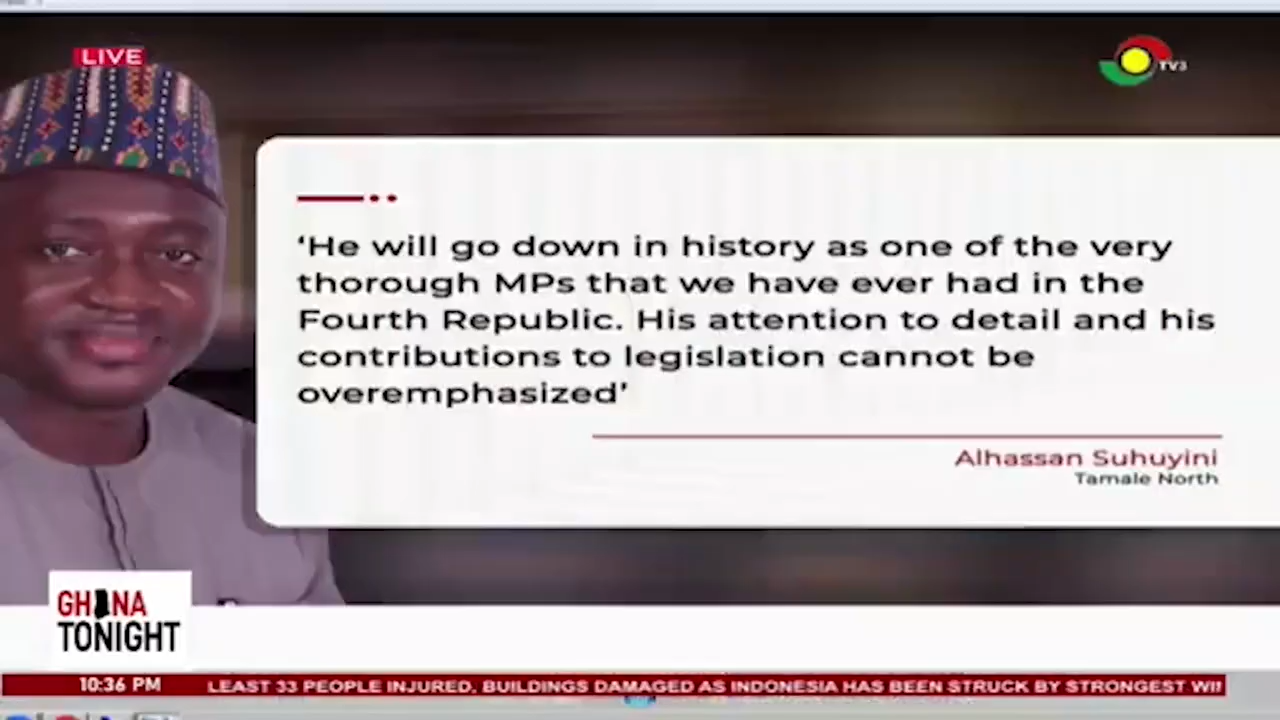 LIVE
TV3
‘He will go down in history as one of the very
thorough MPs that we have ever had in the
Fourth Republic. His attention to detail and his
contributions to legislation cannot be
overemphasized’
Alhassan Suhuyini
Tamale North
GHANA
TONIGHT
10:36 PM LEAST 33 PEOPLE INJURED, BUILDINGS DAMAGED AS INDONESIA HAS BEEN STRUCK BY STRONGEST